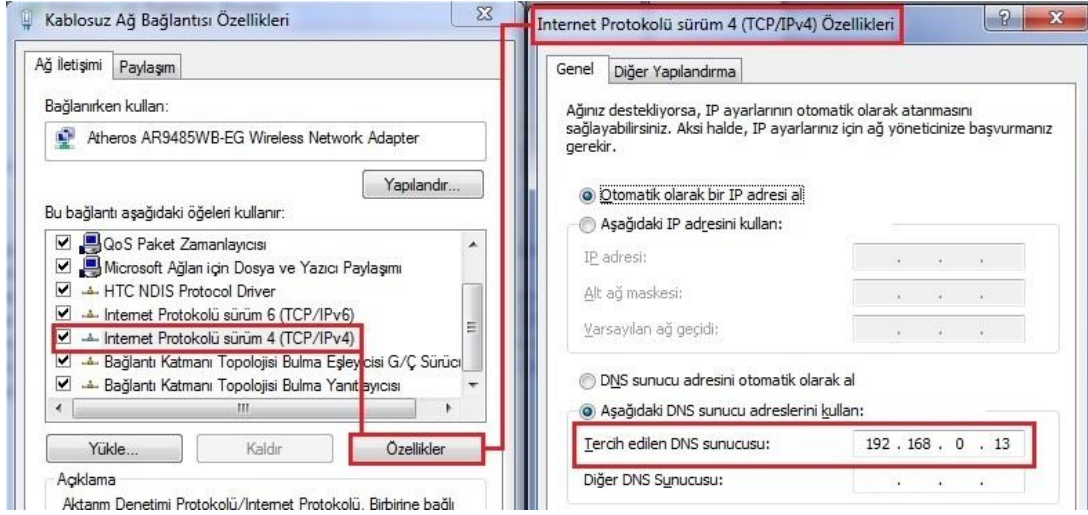 Kablosuz Ağ Bağlantısı Özellikleri
Ağ İletişimi
Paylaşım
Bağlanırken kullan:
Atheros AR9485WB-EG Wireless Network Adapter
Yapılandır...
Bu bağlantı aşağıdaki öğeleri kullanır:
QoS Paket Zamanlayıcısı
Microsoft Ağları için Dosya ve Yazıcı Paylaşımı
HTC NDIS Protocol Driver
Internet Protokolü sürüm 6 (TCP/IPv6)
Internet Protokolü sürüm 4 (TCP/IPv4)
Bağlantı Katmanı Topolojisi Bulma Eşleyicisi G/Ç Sürücü
Bağlantı Katmanı Topolojisi Bulma Yanıtlayıcısı
Yükle...
Kaldır
Özellikler
Açıklama
Aktarım Denetimi Protokolü/Internet Protokolü. Birbirine bağlı
Internet Protokolü sürüm 4 (TCP/IPv4) Özellikleri
Genel
Diğer Yapılandırma
Ağınız destekliyorsa, IP ayarlarının otomatik olarak atanmasını
sağlayabilirsiniz. Aksi halde, IP ayarlarınız için ağ yöneticinize başvurmanız
gerekir.
Otomatik olarak bir IP adresi al
Aşağıdaki IP adresini kullan:
IP adresi:
Alt ağ maskesi:
Varsayılan ağ geçidi:
DNS sunucu adresini otomatik olarak al
Aşağıdaki DNS sunucu adreslerini kullan:
Tercih edilen DNS sunucusu: 192 . 168 . 0 . 13
Diğer DNS Sunucusu: